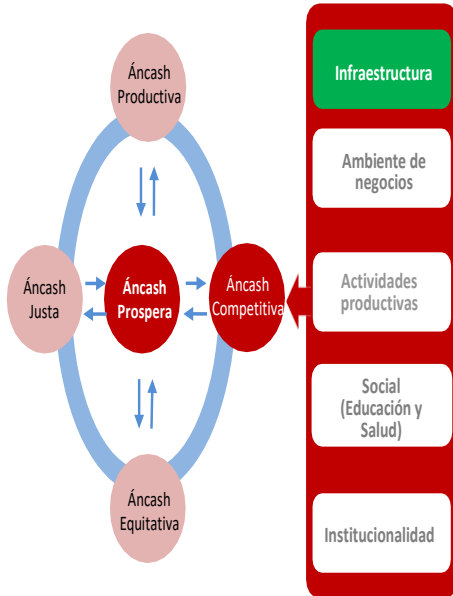 Áncash
Productiva
Áncash
Justa
Áncash
Prospera
Áncash
Competitiva
Áncash
Equitativa
Infraestructura
Ambiente de
negocios
Actividades
productivas
Social
(Educación y
Salud)
Institucionalidad